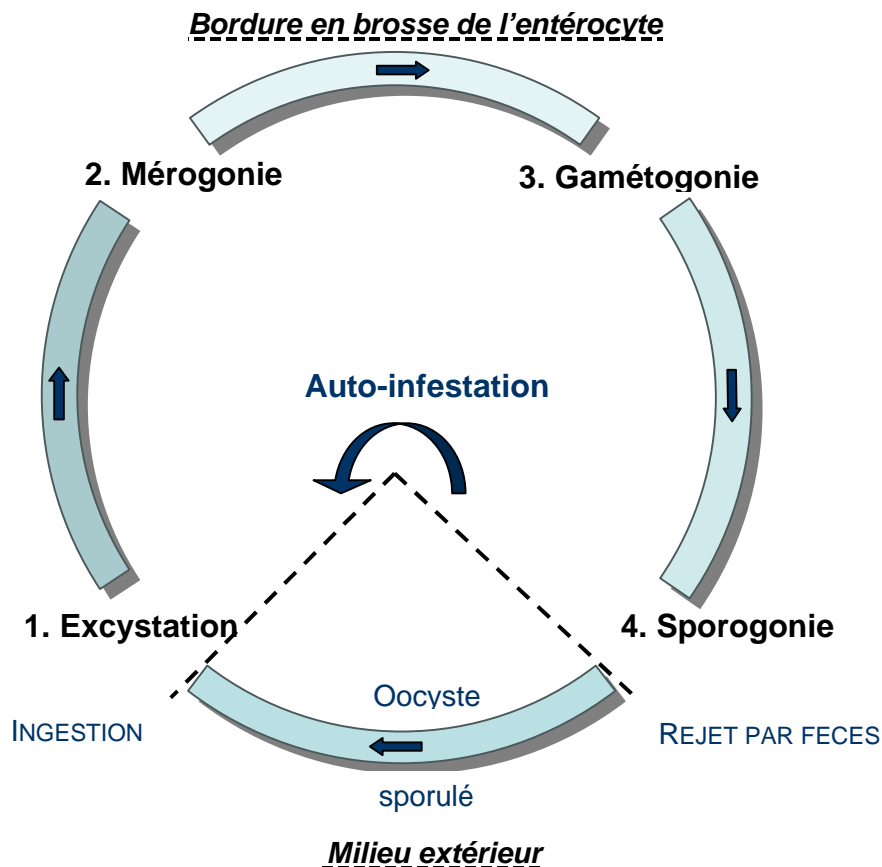 Bordure en brosse de l'entérocyte
2. Mérogonie
3. Gamétogonie
Auto-infestation
1. Excystation
4. Sporogonie
Oocyste
INGESTION
REJET PAR FECES
sporulé
Milieu extérieur